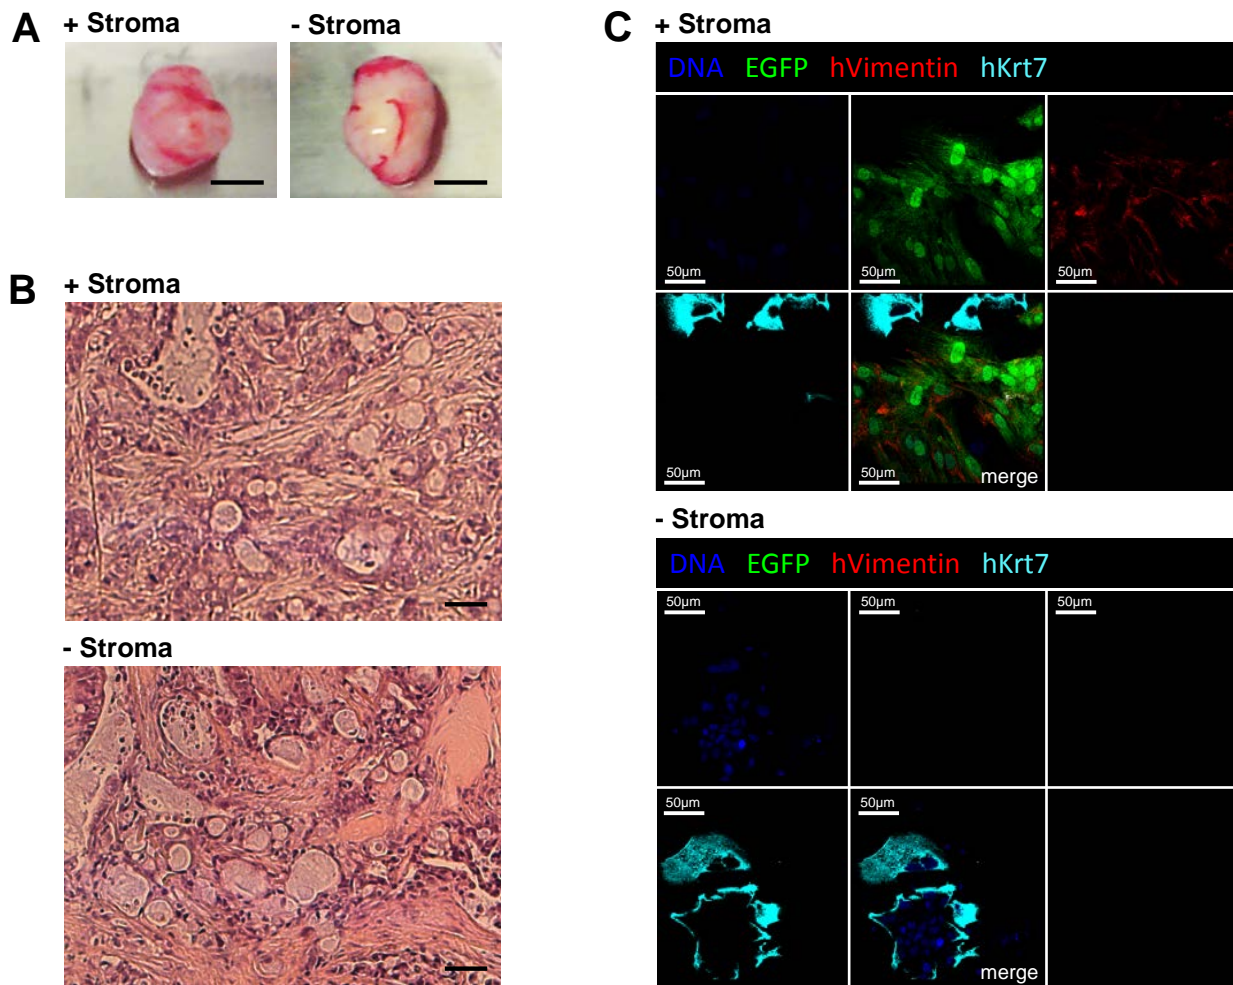 A
+ Stroma
- Stroma
B
+ Stroma
- Stroma
C
+ Stroma
DNA EGFP hVimentin hKrt7
50µm
50µm
50µm
50µm
50µm
merge
- Stroma
DNA EGFP hVimentin hKrt7
50µm
50µm
50µm
50µm
50µm
merge